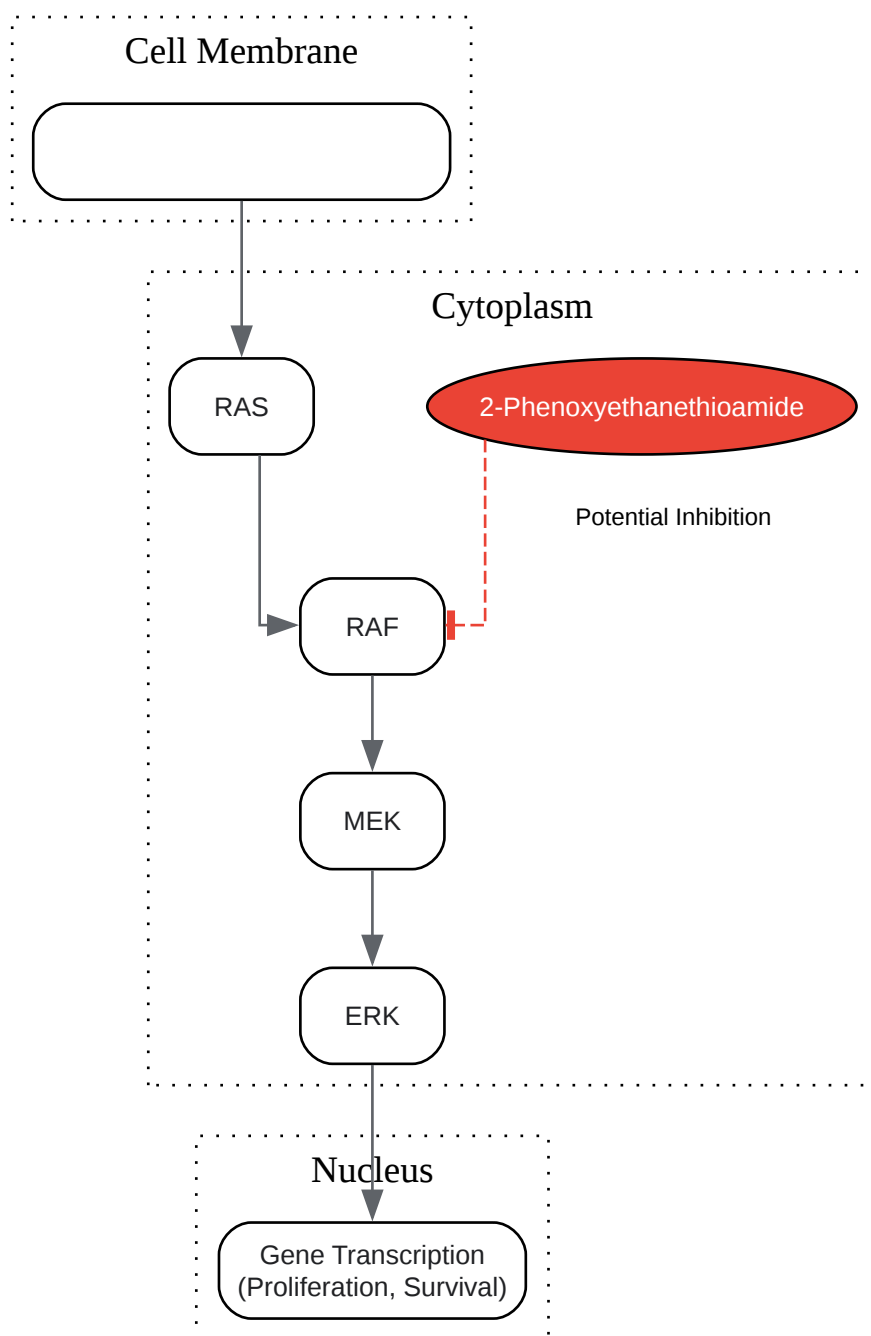 Cell Membrane
Cytoplasm
RAS
2-Phenoxyethanethioamide
Potential Inhibition
RAF
MEK
ERK
Nucleus
Gene Transcription
(Proliferation, Survival)